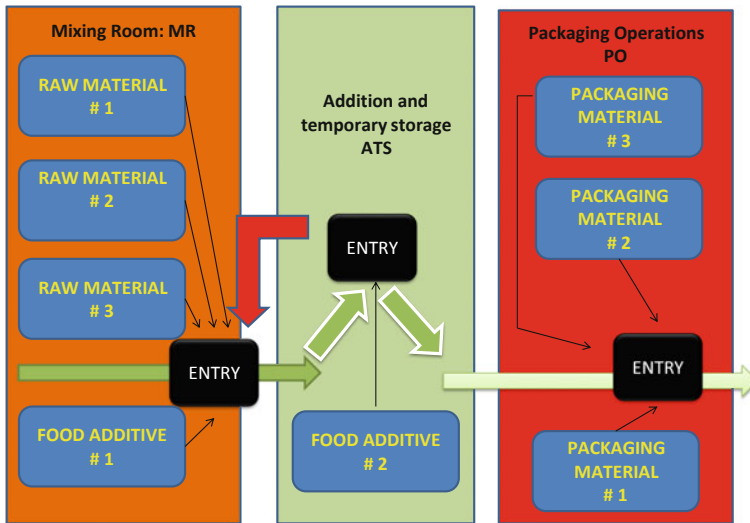 Mixing Room: MR
RAW MATERIAL
# 1
RAW MATERIAL
# 2
RAW MATERIAL
# 3
ENTRY
FOOD ADDITIVE
# 1
Addition and
temporary storage
ATS
ENTRY
FOOD ADDITIVE
# 2
Packaging Operations
PO
PACKAGING
MATERIAL
# 3
PACKAGING
MATERIAL
# 2
ENTRY
PACKAGING
MATERIAL
# 1